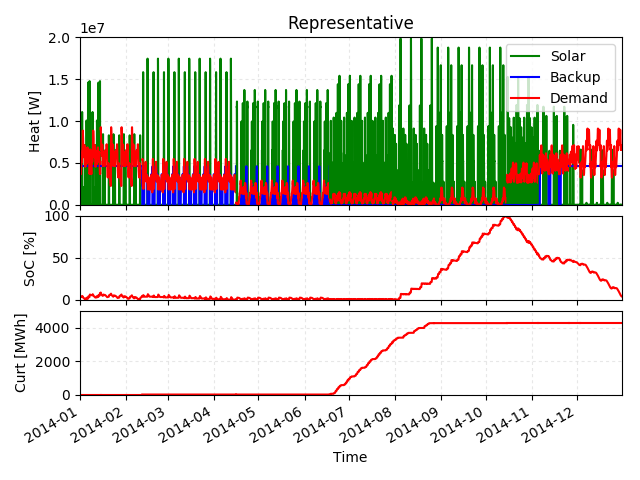 Representative
1e7
2.0
1.5
1.0
0.5
0.0
Heat [W]
Solar
Backup
Demand
100
50
0
SoC [%]
4000
2000
0
Curt [MWh]
2014-01
2014-02
2014-03
2014-04
2014-05
2014-06
2014-07
2014-08
2014-09
2014-10
2014-11
2014-12
Time